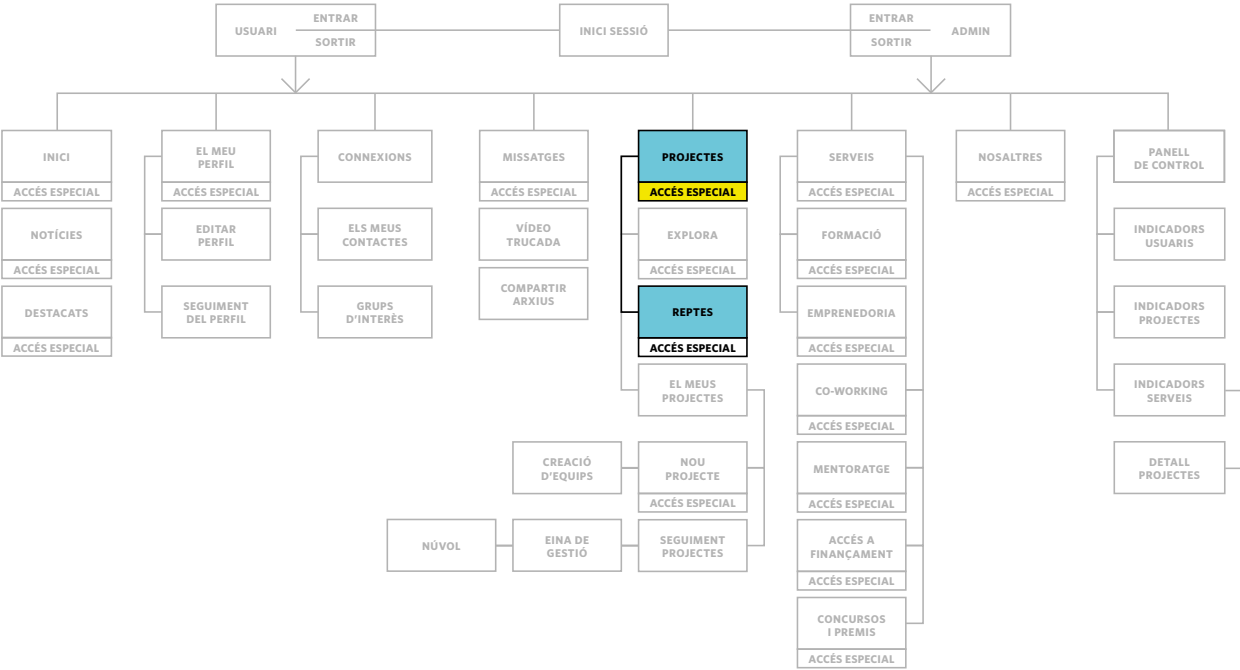 USUARI
ENTRAR
SORTIR
INICI SESSIÓ
ENTRAR
SORTIR
ADMIN
INICI
ACCÉS ESPECIAL
NOTÍCIES
ACCÉS ESPECIAL
DESTACATS
ACCÉS ESPECIAL
EL MEU
PERFIL
ACCÉS ESPECIAL
EDITAR
PERFIL
SEGUIMENT
DEL PERFIL
CONNEXIONS
ELS MEUS
CONTACTES
GRUPS
D'INTERÈS
MISSATGES
ACCÉS ESPECIAL
VÍDEO
TRUCADA
COMPARTIR
ARXIUS
PROJECTES
ACCÉS ESPECIAL
EXPLORA
ACCÉS ESPECIAL
REPTES
ACCÉS ESPECIAL
EL MEUS
PROJECTES
CREACIÓ
D'EQUIPS
NOU
PROJECTE
ACCÉS ESPECIAL
NÚVOL
EINA DE
GESTIÓ
SEGUIMENT
PROJECTES
SERVEIS
ACCÉS ESPECIAL
FORMACIÓ
ACCÉS ESPECIAL
EMPRENEDORIA
ACCÉS ESPECIAL
CO-WORKING
ACCÉS ESPECIAL
MENTORATGE
ACCÉS ESPECIAL
ACCÉS A
FINANÇAMENT
ACCÉS ESPECIAL
CONCURSOS
I PREMIS
ACCÉS ESPECIAL
NOSALTRES
ACCÉS ESPECIAL
PANELL
DE CONTROL
INDICADORS
USUARIS
INDICADORS
PROJECTES
INDICADORS
SERVEIS
DETALL
PROJECTES